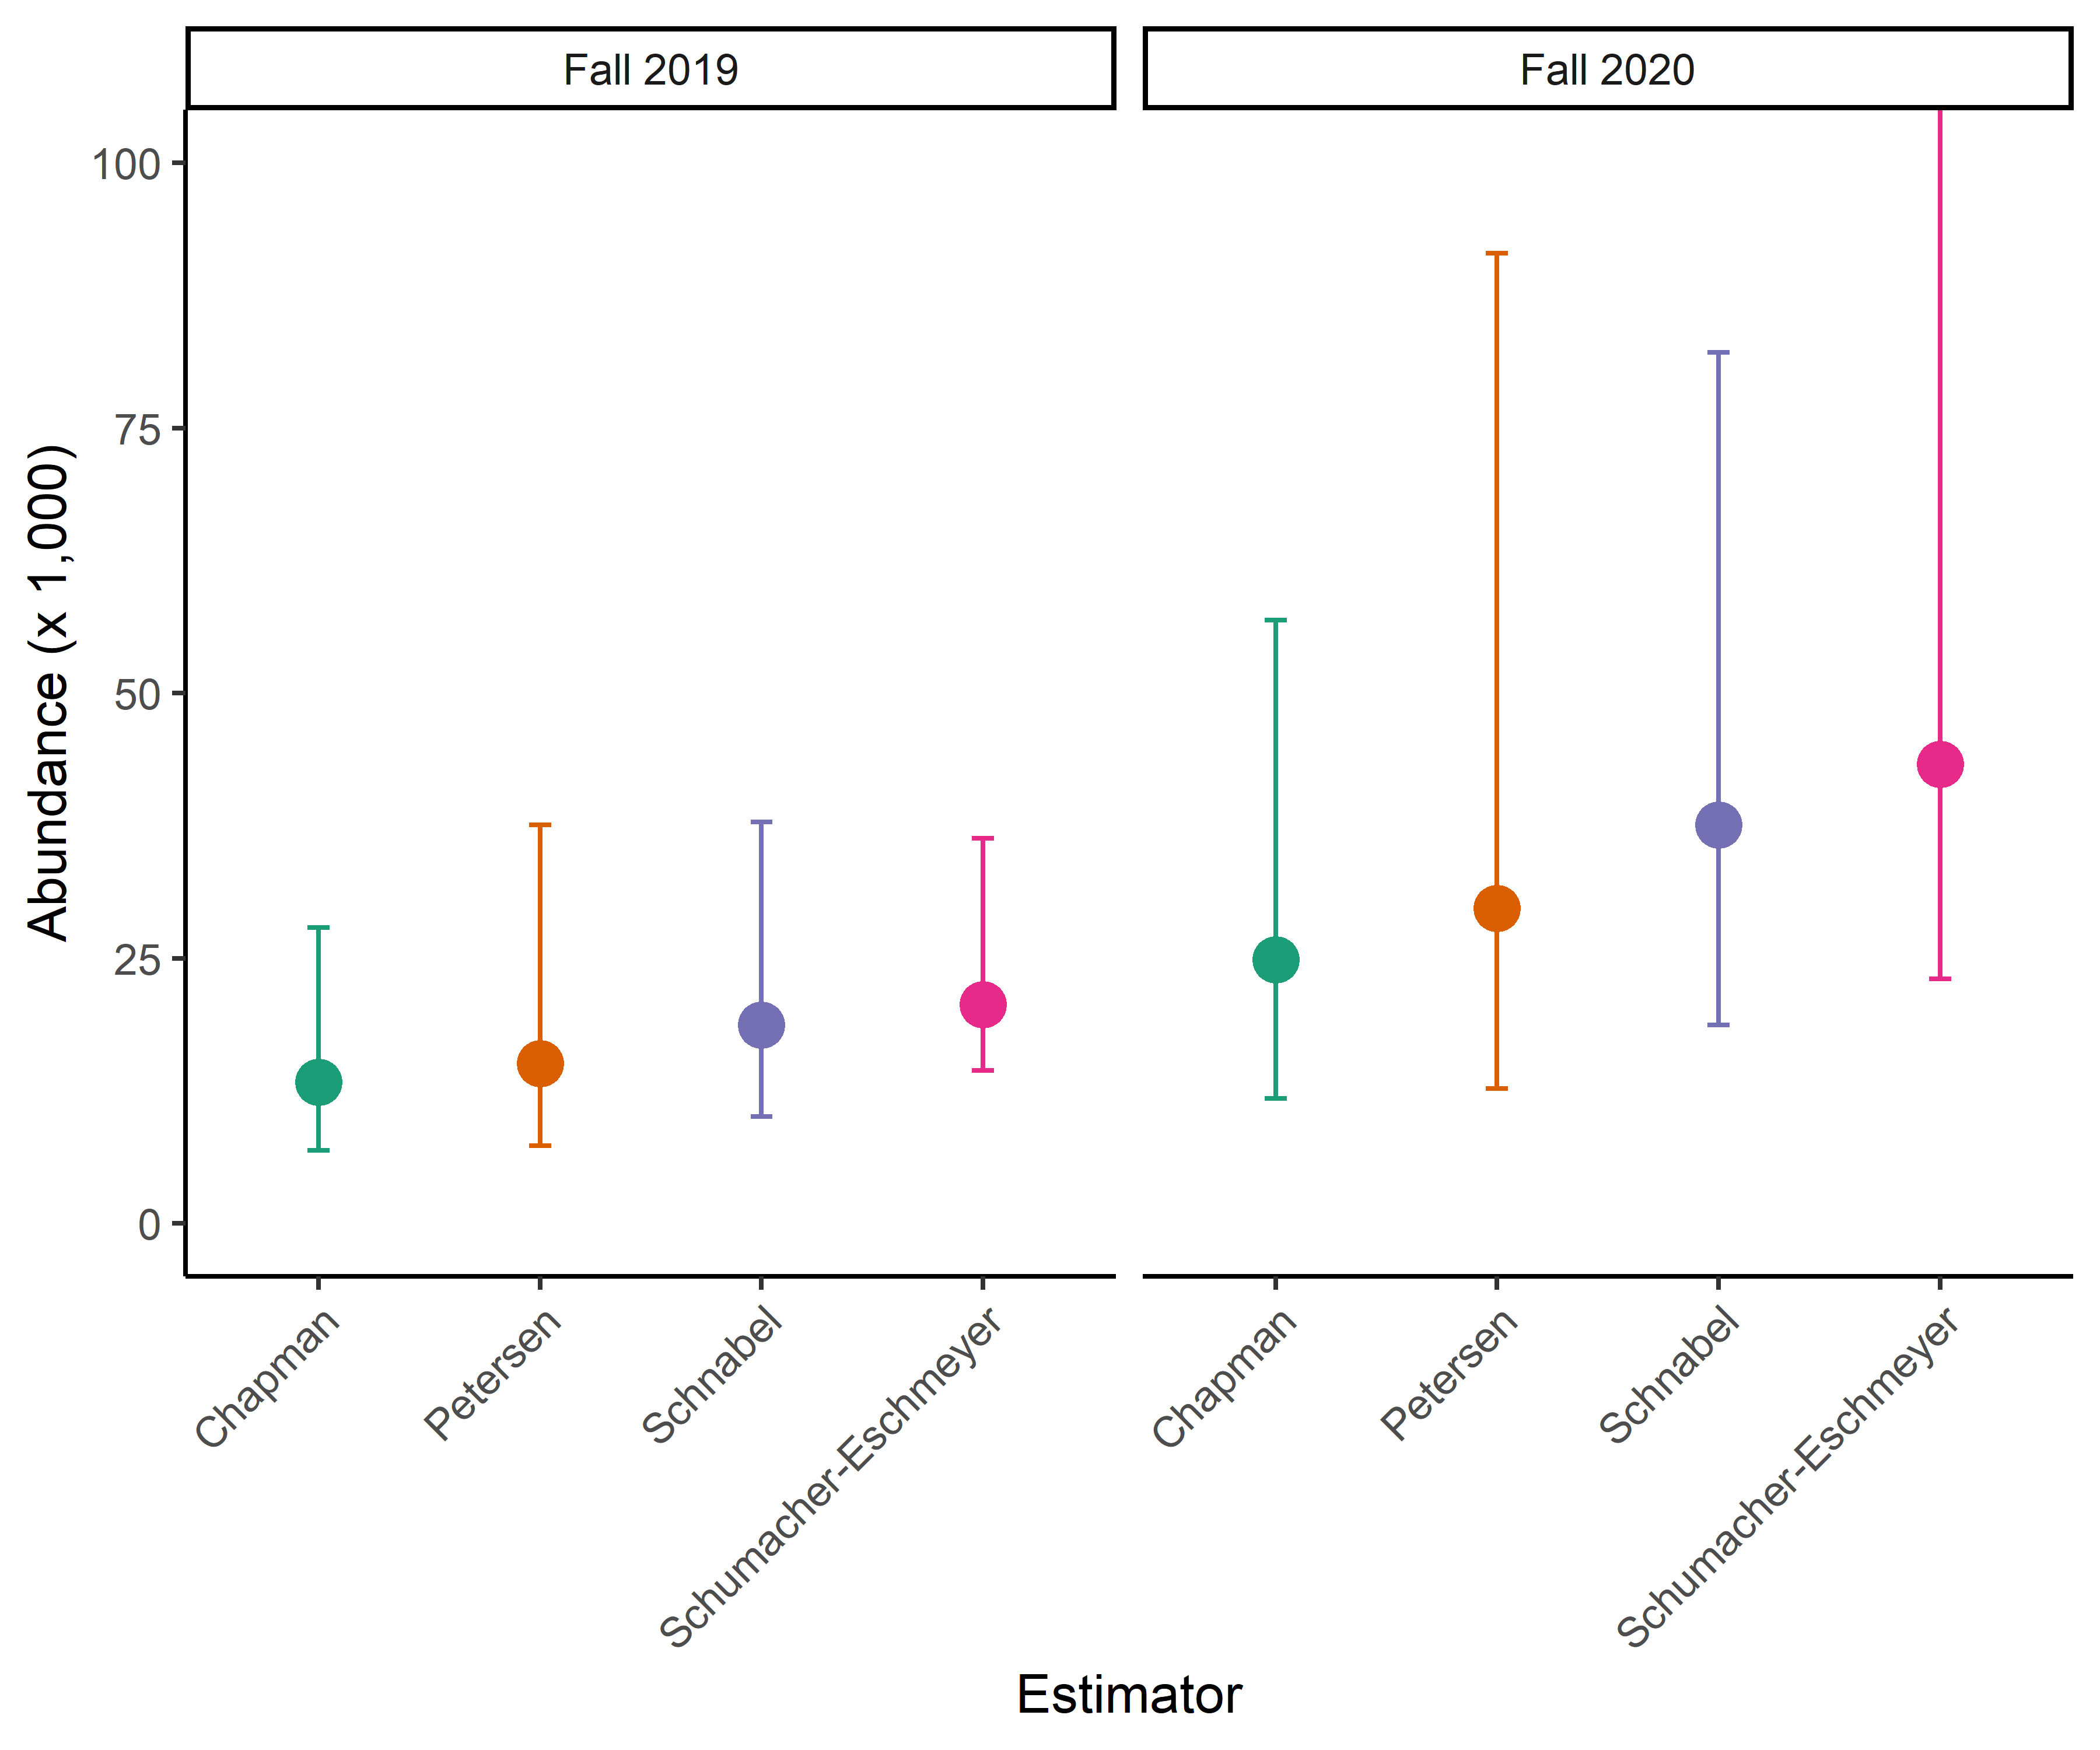 Fall 2019
Fall 2020
Abundance (x 1,000)
100
75
50
25
0
Chapman
Petersen
Schnabel
Schumacher-Eschmeyer
Chapman
Petersen
Schnabel
Schumacher-Eschmeyer
Estimator